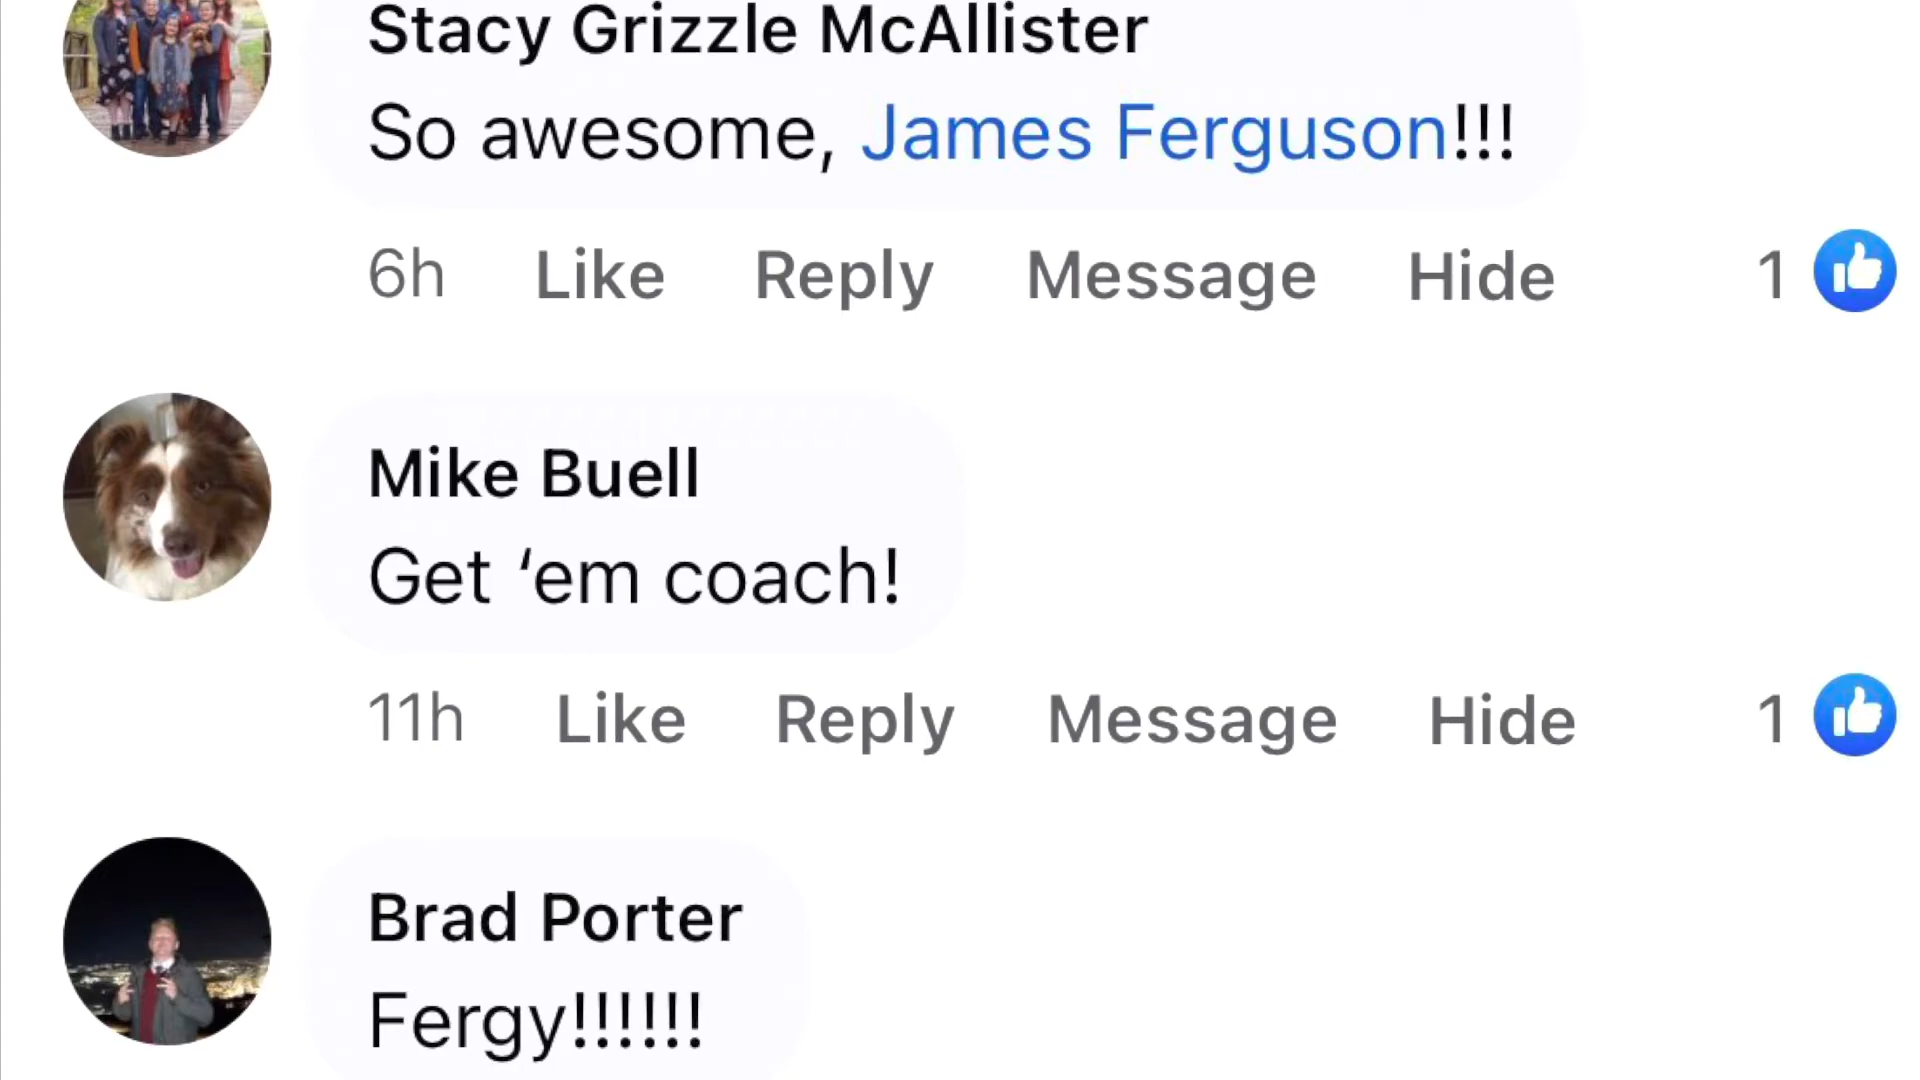 Stacy Grizzle McAllister
So awesome, James Ferguson!!!
6h Like Reply Message Hide 1
Mike Buell
Get ‘em coach!
11h Like Reply Message Hide 1
Brad Porter
Fergy!!!!!!